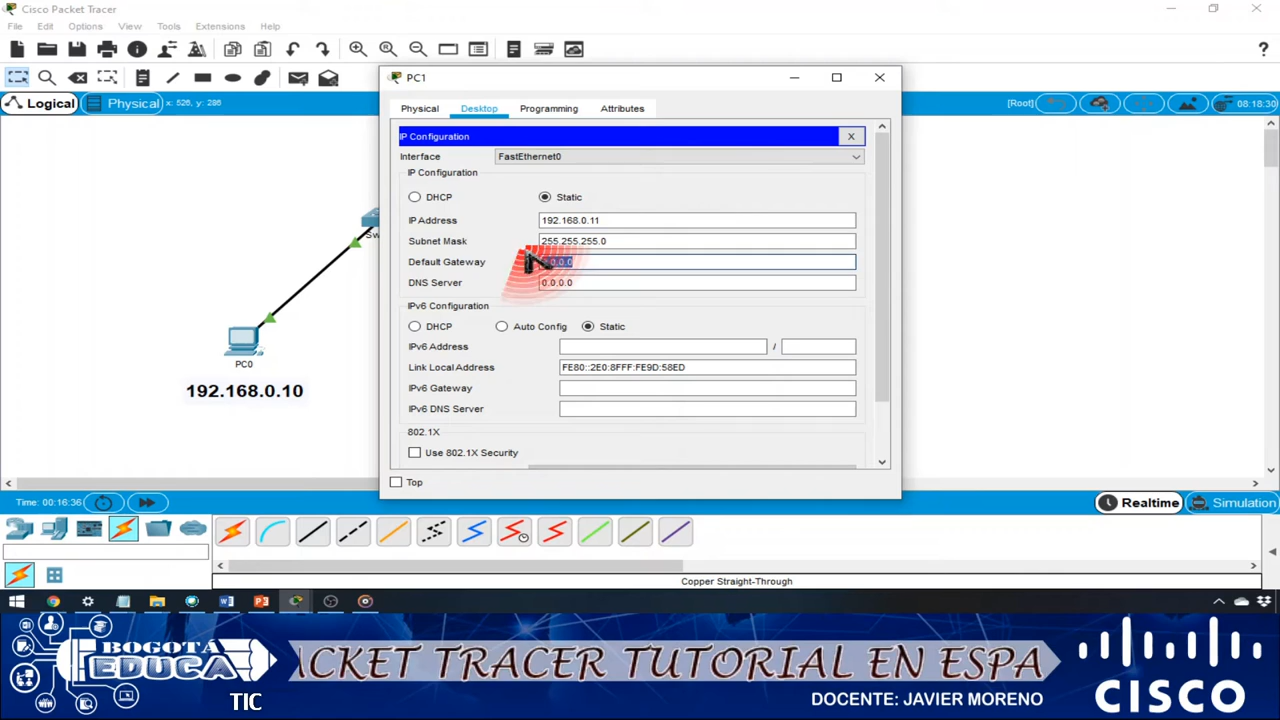 Cisco Packet Tracer
File Edit Options View Tools Extensions Help
?
Logical Physical x: 526, y: 286
[Root] 08:18:30
PC1
Physical Desktop Programming Attributes
IP Configuration X
Interface FastEthernet0
IP Configuration
DHCP Static
IP Address 192.168.0.11
Subnet Mask 255.255.255.0
Default Gateway
DNS Server 0.0.0.0
IPv6 Configuration
DHCP Auto Config Static
IPv6 Address /
Link Local Address FE80::2E0:8FFF:FE9D:58ED
IPv6 Gateway
IPv6 DNS Server
802.1X
Use 802.1X Security
Top
Sw
PC0
192.168.0.10
Time: 00:16:36 Realtime Simulation
Copper Straight-Through
BOGOTÁ
EDUCA
TIC
ACKET TRACER TUTORIAL EN ESPA
DOCENTE: JAVIER MORENO
CISCO